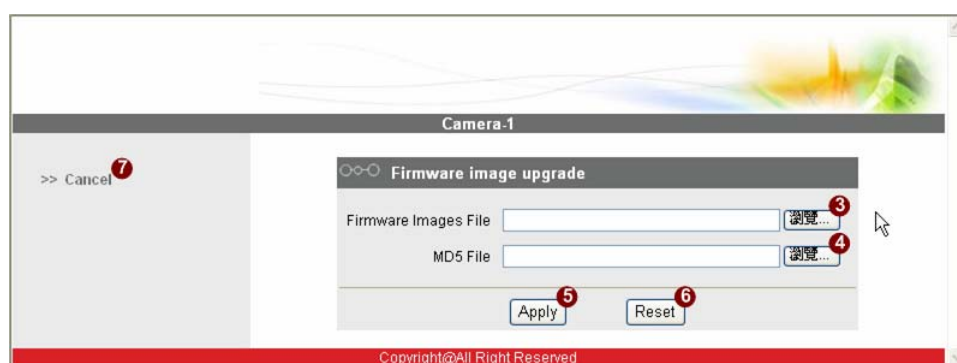 Camera-1
>> Cancel 7
Firmware image upgrade
Firmware Images File 瀏覽... 3
MD5 File 瀏覽... 4
Apply 5 Reset 6
Copyright@All Right Reserved